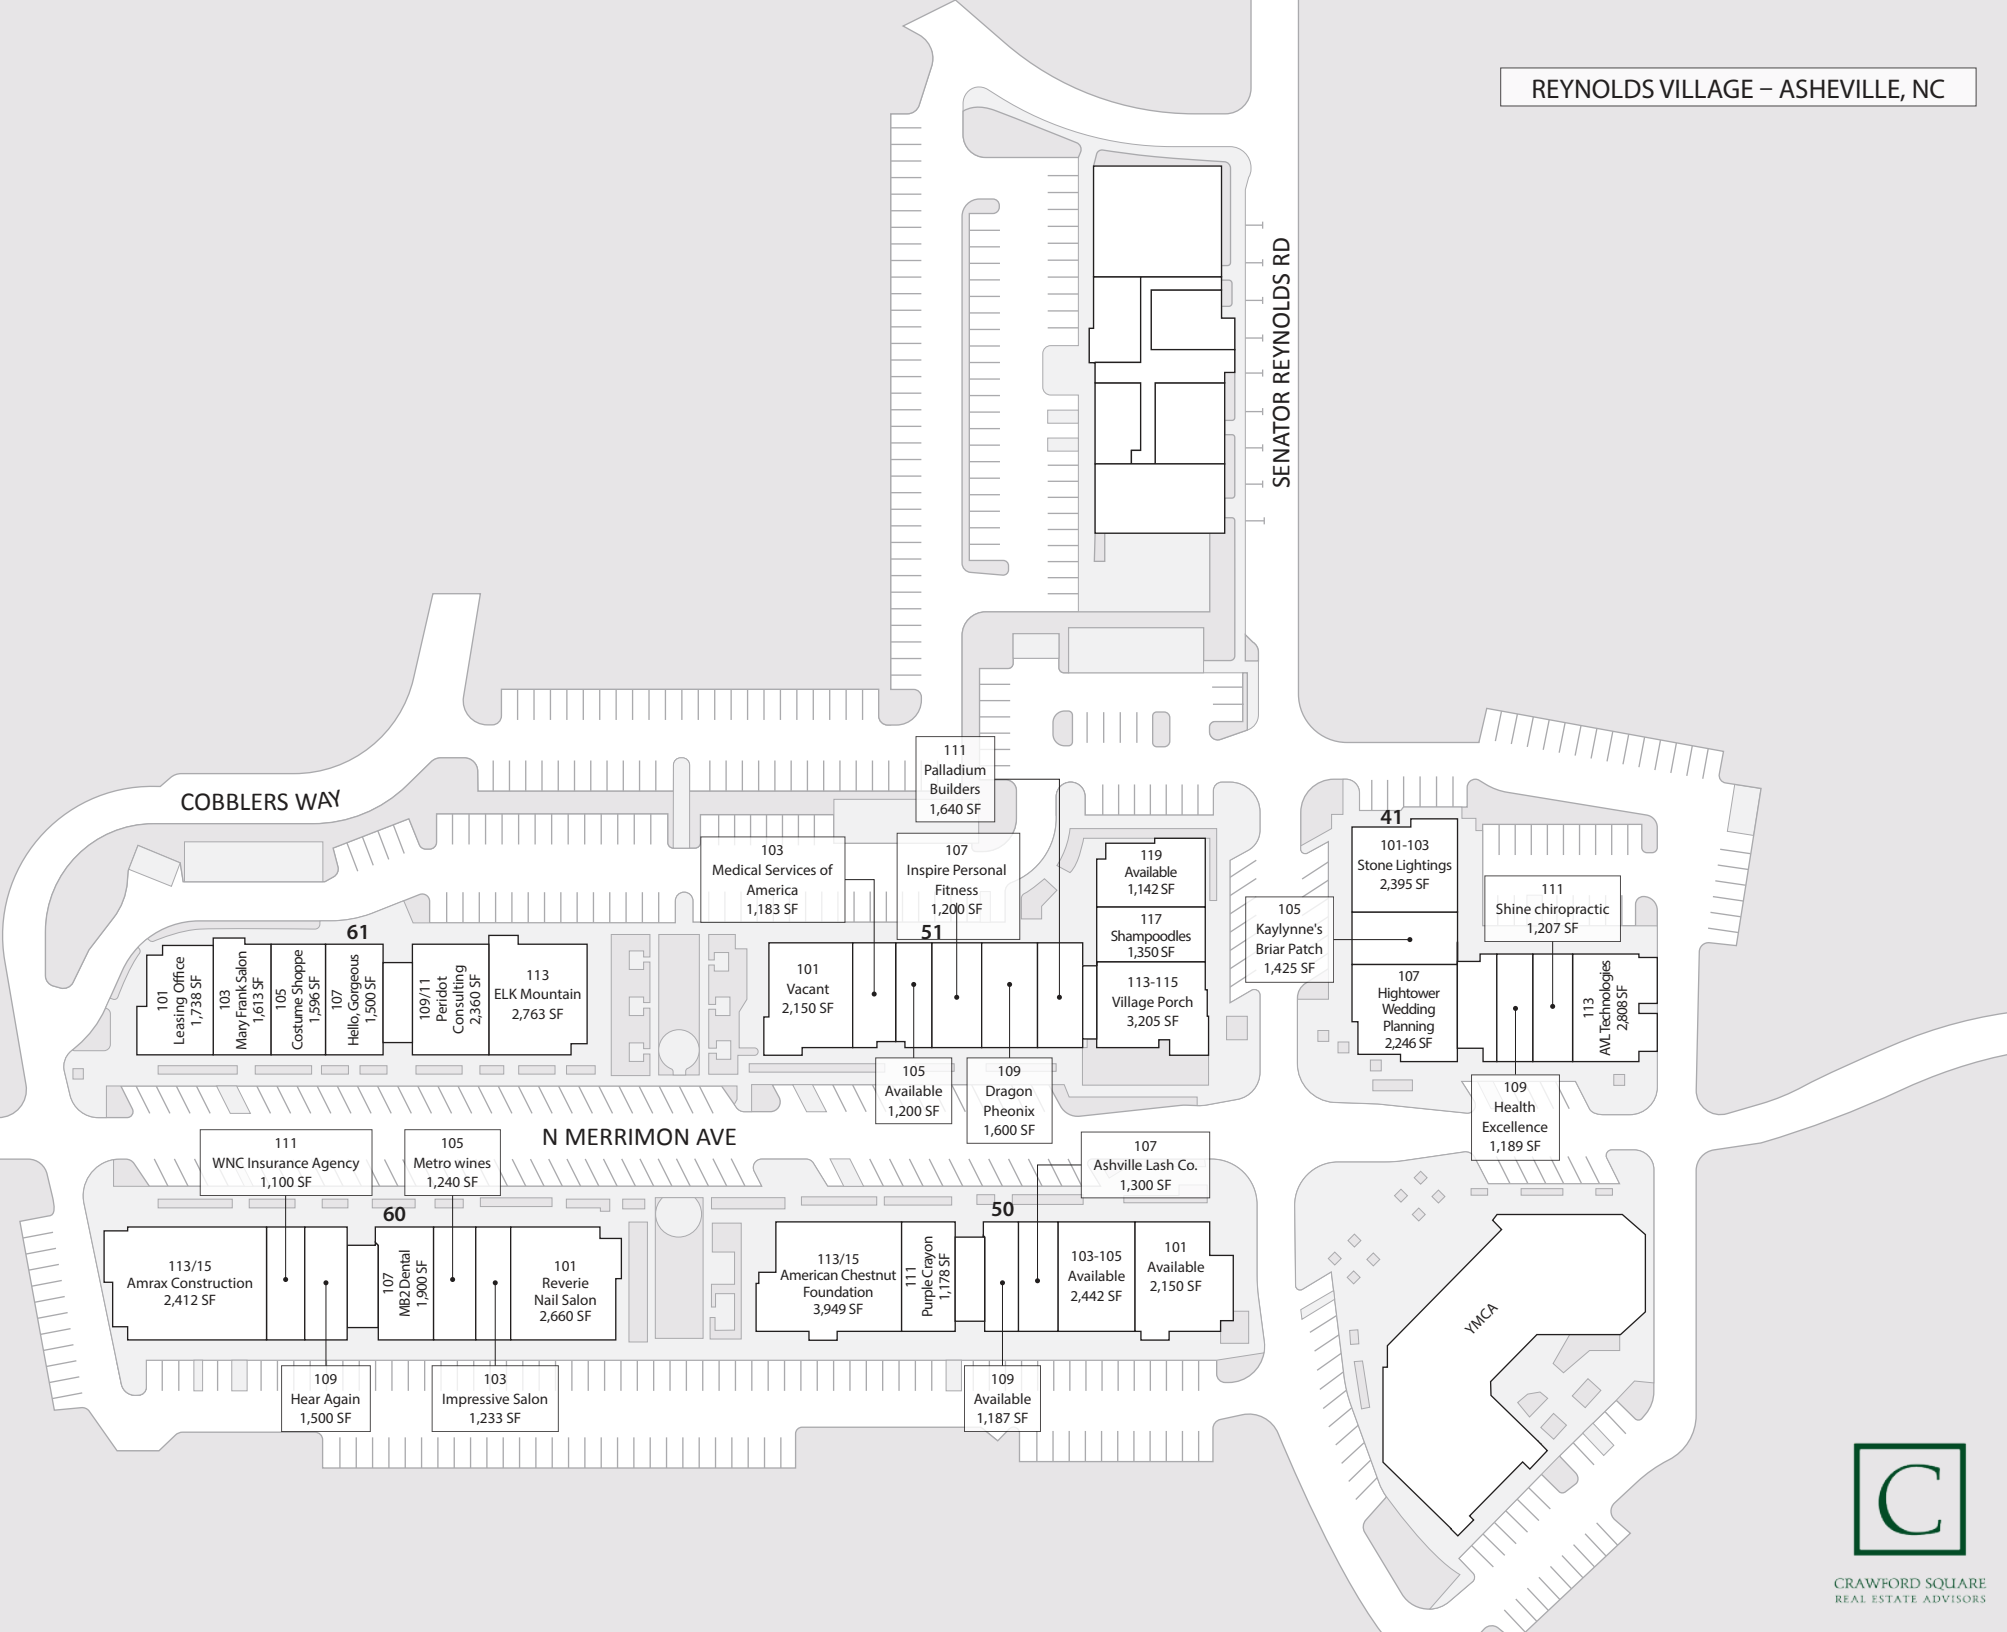 REYNOLDS VILLAGE – ASHEVILLE, NC
SENATOR REYNOLDS RD
COBBLERS WAY
111
Palladium
Builders
1,640 SF
103
Medical Services of
America
1,183 SF
107
Inspire Personal
Fitness
1,200 SF
119
Available
1,142 SF
117
Shampoodles
1,350 SF
113-115
Village Porch
3,205 SF
41
101-103
Stone Lightings
2,395 SF
105
Kaylynne's
Briar Patch
1,425 SF
111
Shine chiropractic
1,207 SF
107
Hightower
Wedding
Planning
2,246 SF
113
AVL Technologies
2,808 SF
109
Health
Excellence
1,189 SF
61
101
Leasing Office
1,738 SF
103
Mary Frank Salon
1,613 SF
105
Costume Shoppe
1,596 SF
107
Hello, Gorgeous
1,500 SF
109/11
Peridot
Consulting
2,360 SF
113
ELK Mountain
2,763 SF
51
101
Vacant
2,150 SF
105
Available
1,200 SF
109
Dragon
Pheonix
1,600 SF
N MERRIMON AVE
111
WNC Insurance Agency
1,100 SF
105
Metro wines
1,240 SF
107
Ashville Lash Co.
1,300 SF
60
113/15
Amrax Construction
2,412 SF
107
MB2 Dental
1,900 SF
101
Reverie
Nail Salon
2,660 SF
109
Hear Again
1,500 SF
103
Impressive Salon
1,233 SF
50
113/15
American Chestnut
Foundation
3,949 SF
111
Purple Crayon
1,178 SF
103-105
Available
2,442 SF
101
Available
2,150 SF
109
Available
1,187 SF
YMCA
C
CRAWFORD SQUARE
REAL ESTATE ADVISORS